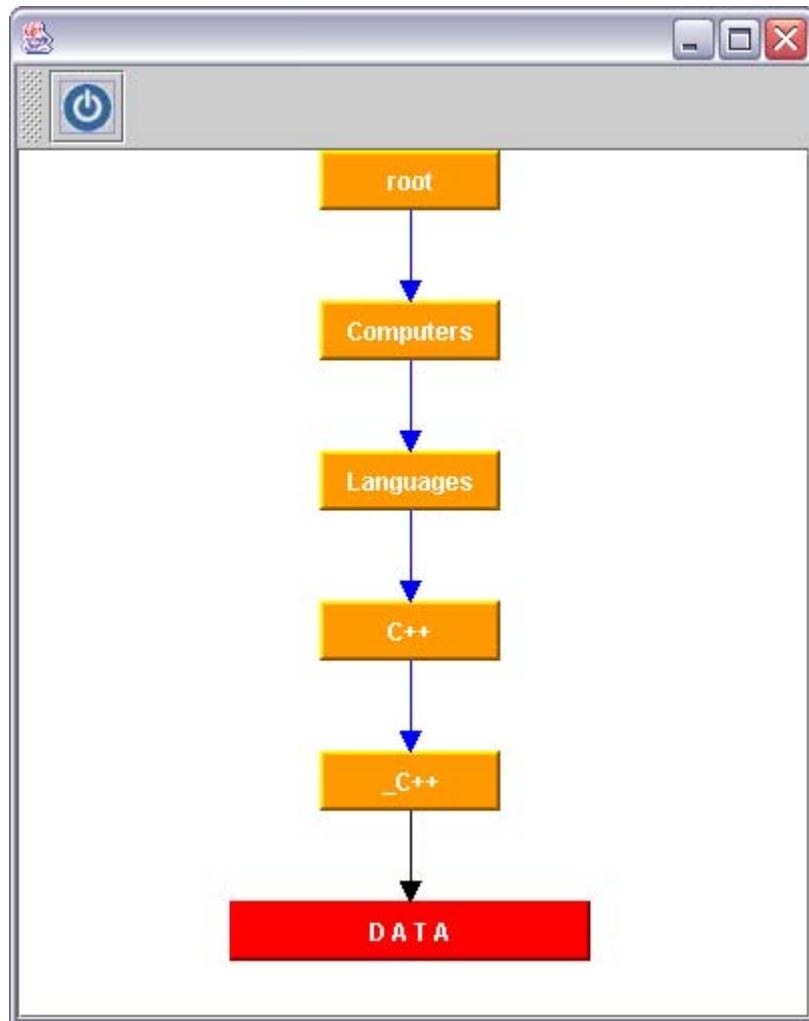 root
Computers
Languages
C++
_C++
D A T A